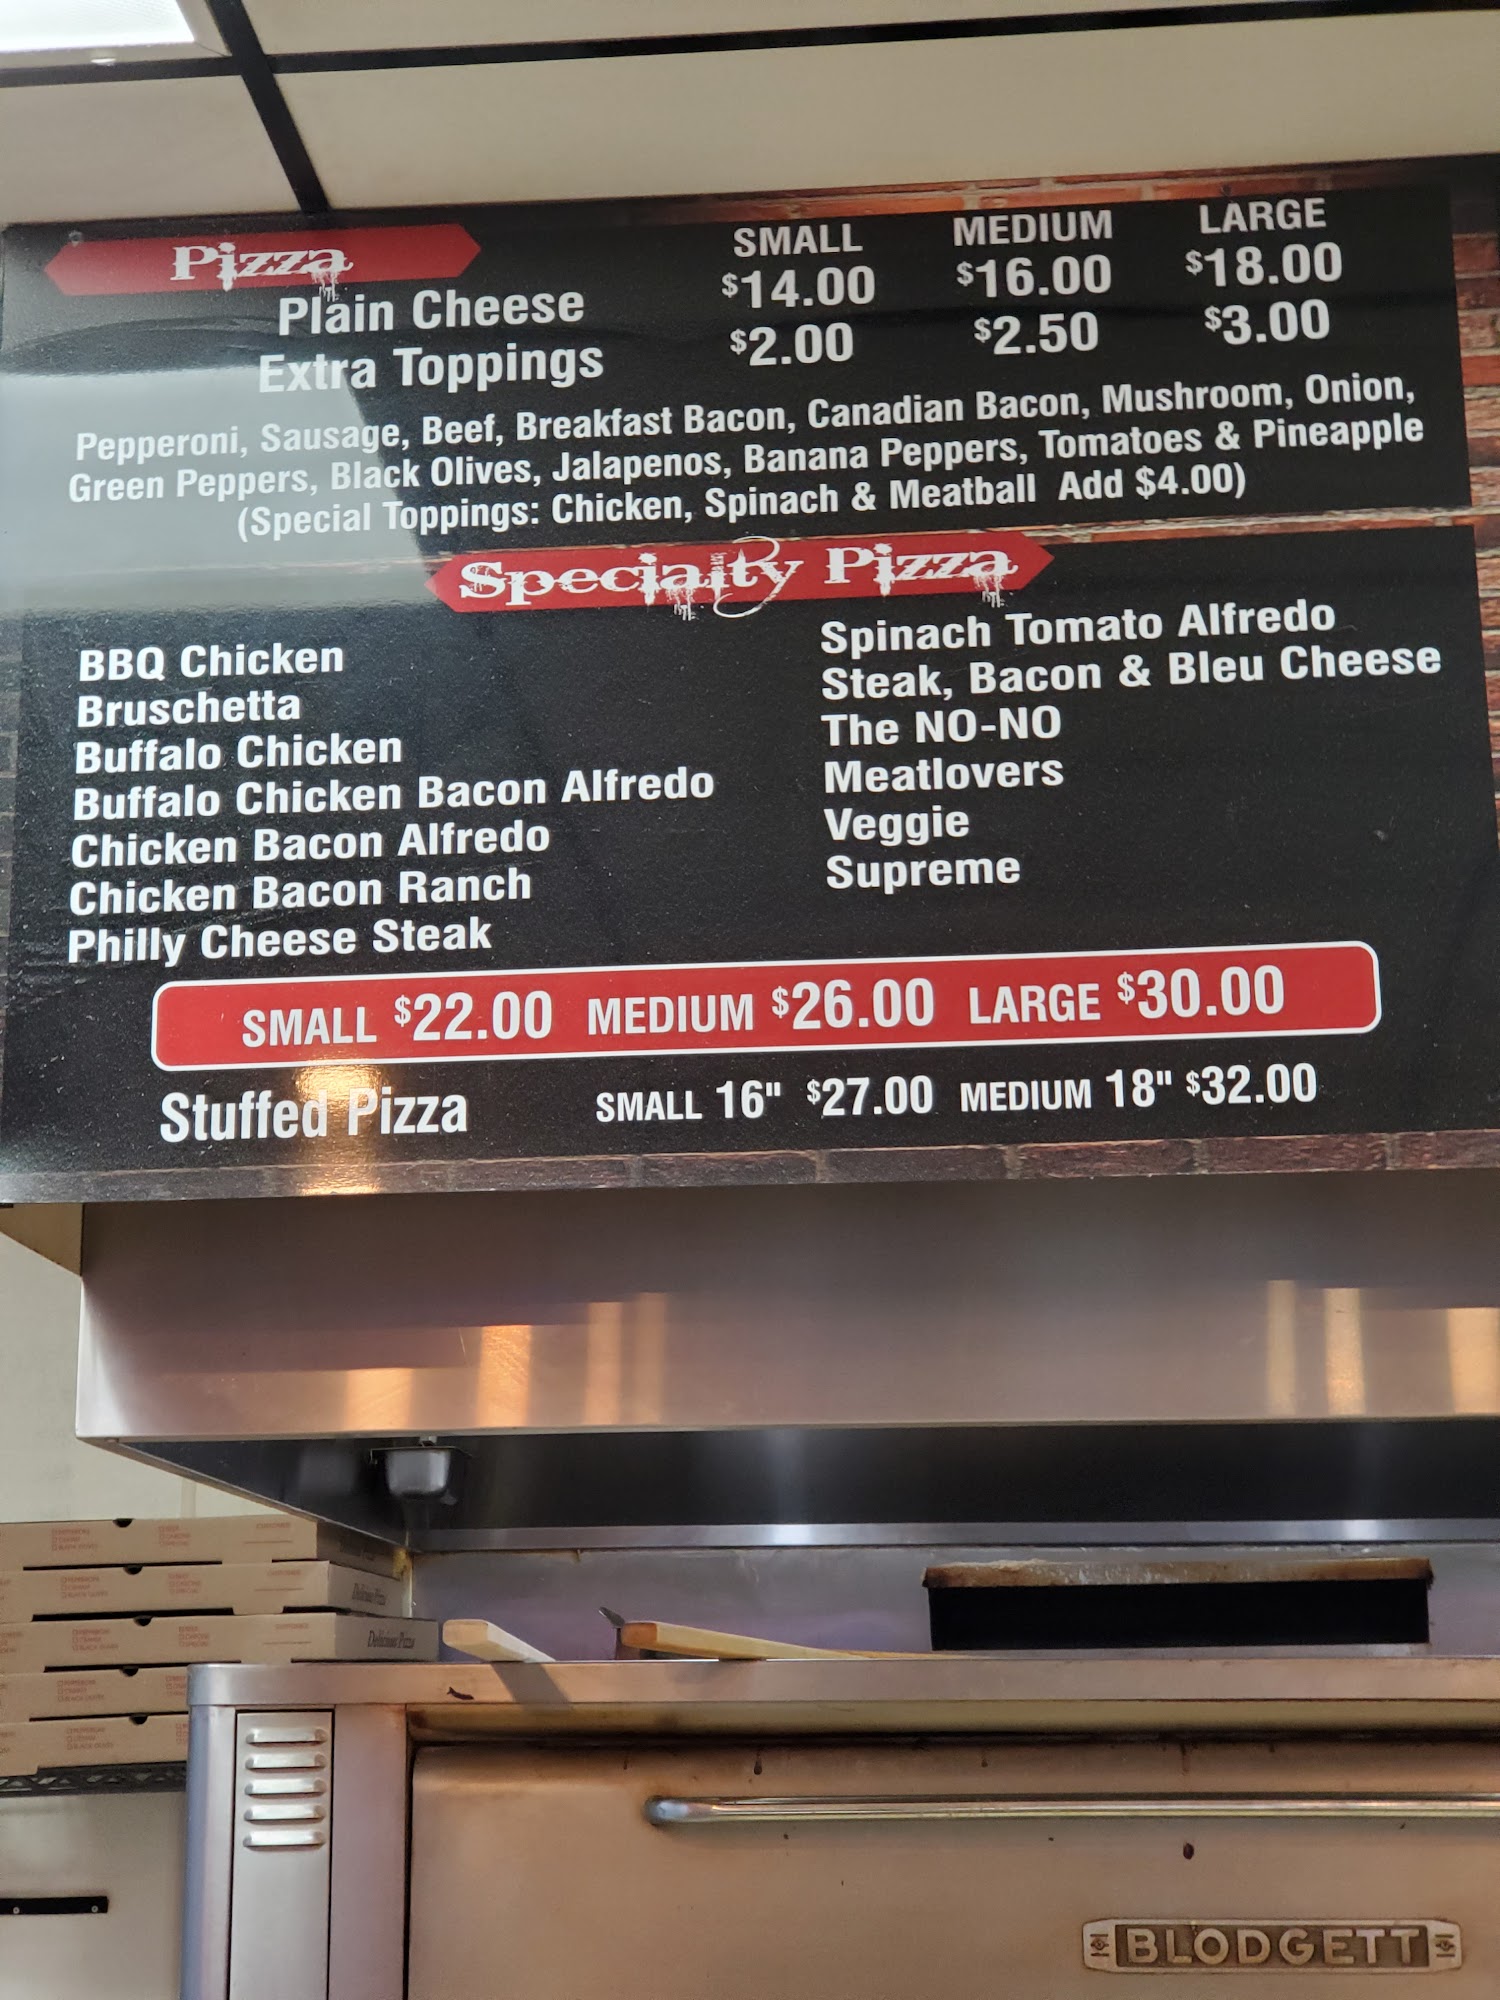 Pizza
SMALL MEDIUM LARGE
Plain Cheese $14.00 $16.00 $18.00
Extra Toppings $2.00 $2.50 $3.00
Pepperoni, Sausage, Beef, Breakfast Bacon, Canadian Bacon, Mushroom, Onion,
Green Peppers, Black Olives, Jalapenos, Banana Peppers, Tomatoes & Pineapple
(Special Toppings: Chicken, Spinach & Meatball Add $4.00)
Specialty Pizza
BBQ Chicken
Bruschetta
Buffalo Chicken
Buffalo Chicken Bacon Alfredo
Chicken Bacon Alfredo
Chicken Bacon Ranch
Philly Cheese Steak
Spinach Tomato Alfredo
Steak, Bacon & Bleu Cheese
The NO-NO
Meatlovers
Veggie
Supreme
SMALL $22.00 MEDIUM $26.00 LARGE $30.00
Stuffed Pizza SMALL 16" $27.00 MEDIUM 18" $32.00
Delicious Pizza
Delicious Pizza
BLODGETT